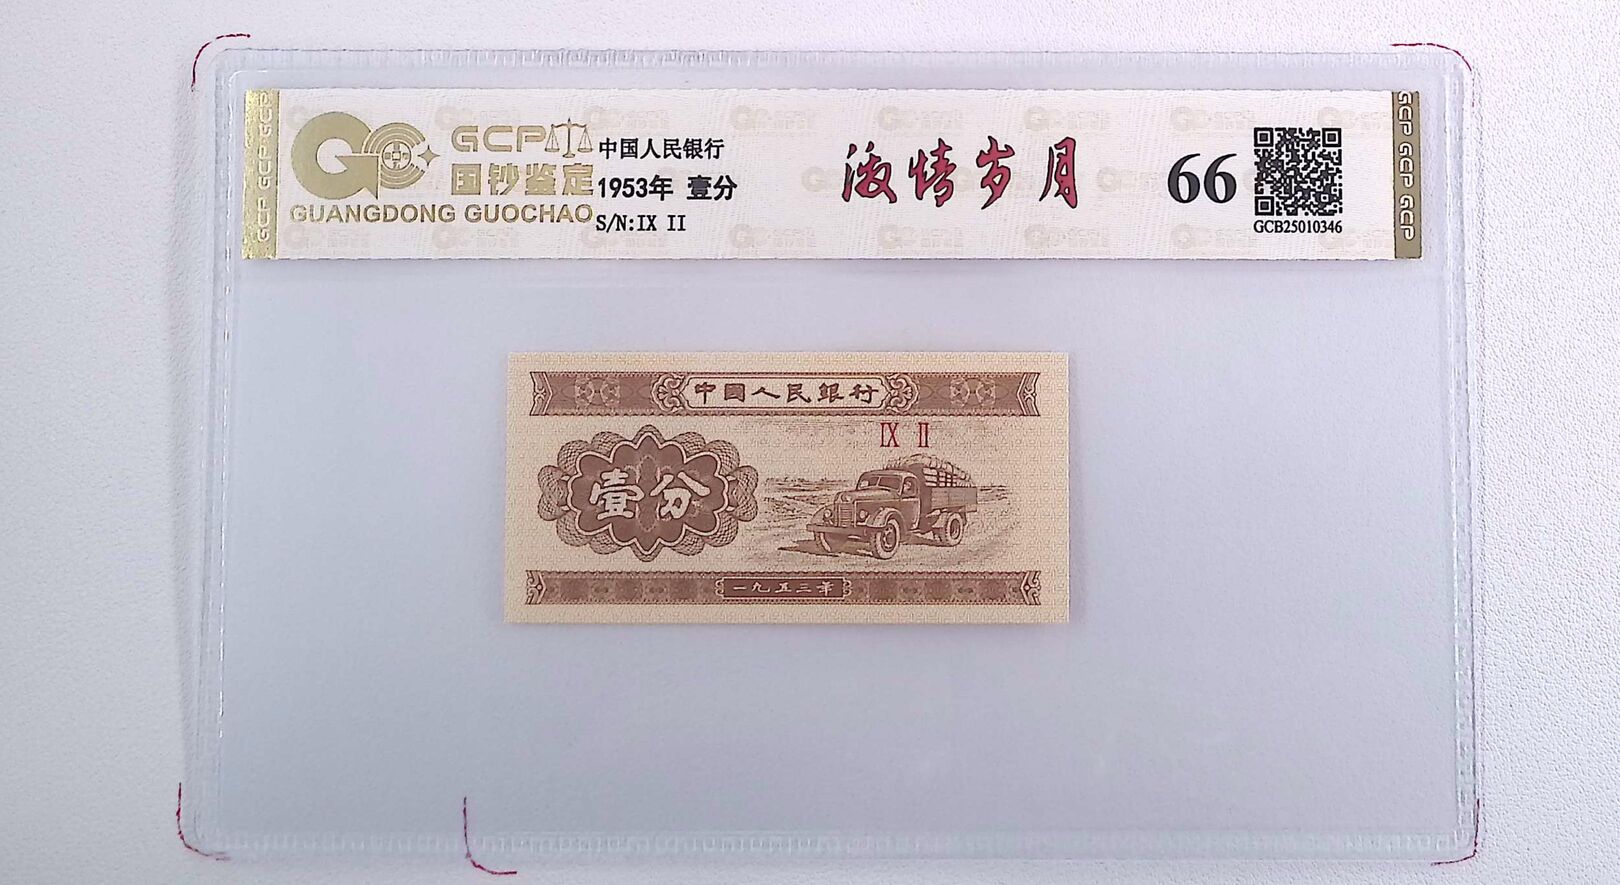 GCP
国钞鉴定
GUANGDONG GUOCHAO
中国人民银行
1953年 壹分
S/N:IX II
激情岁月
66
GCB25010346
GCP GCP GCP
GCP GCP GCP
中国人民銀行
IX II
壹分
一九五三年